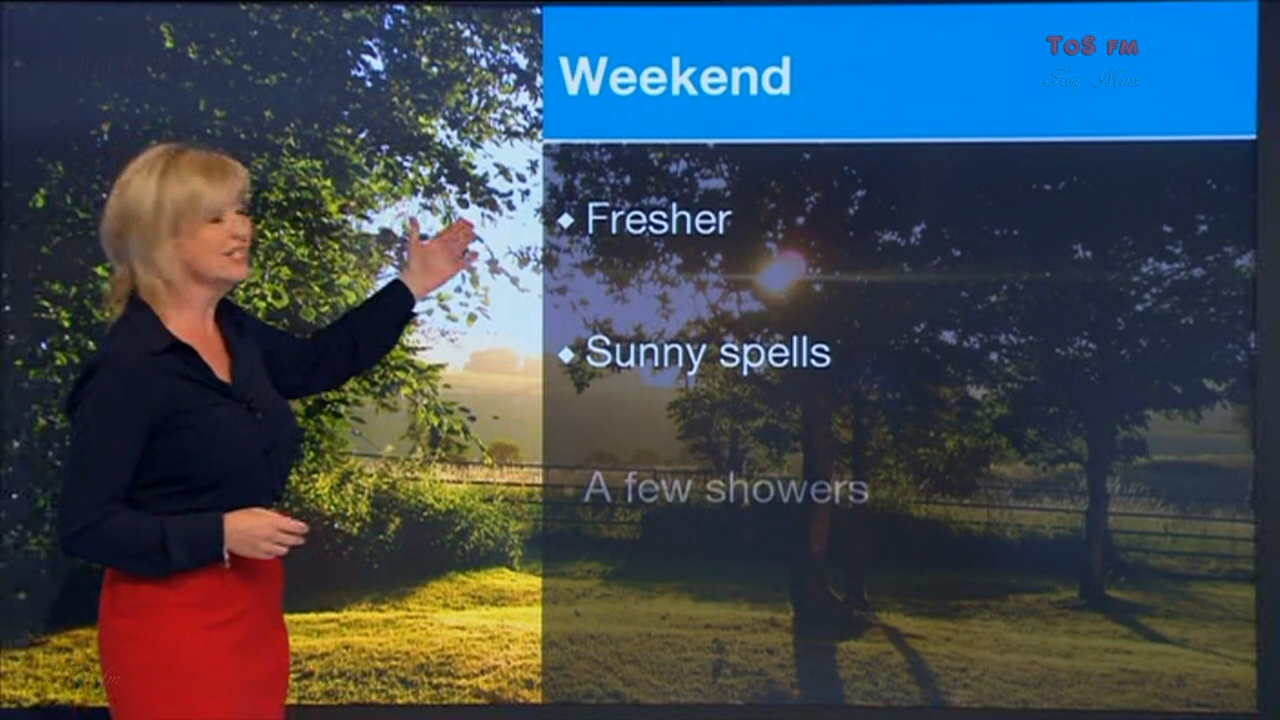 Weekend
ToS FM
Fresher
Sunny spells
A few showers